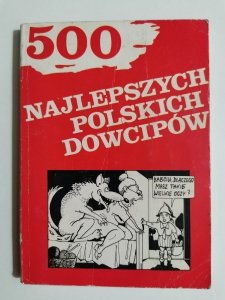 500
NAJLEPSZYCH
POLSKICH
DOWCIPÓW
BABCIU, DLACZEGO
MASZ TAKIE
WIELKIE OCZY?